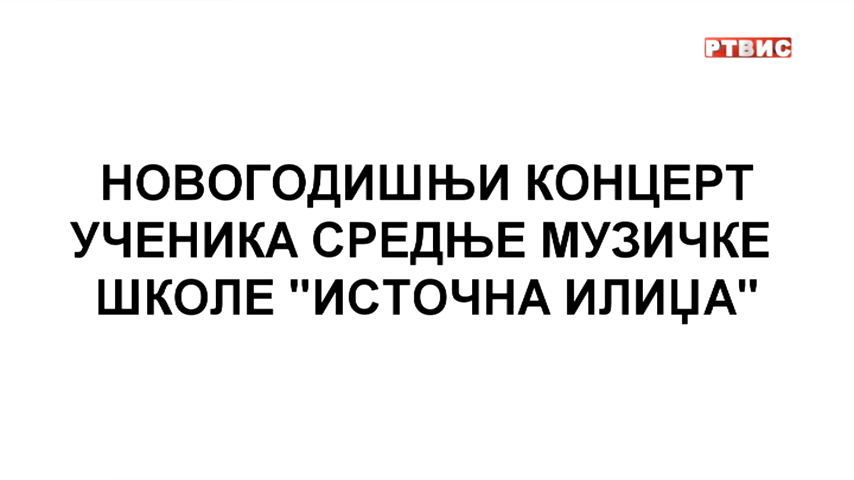 РТВИС
НОВОГОДИШЊИ КОНЦЕРТ
УЧЕНИКА СРЕДЊЕ МУЗИЧКЕ
ШКОЛЕ "ИСТОЧНА ИЛИЏА"